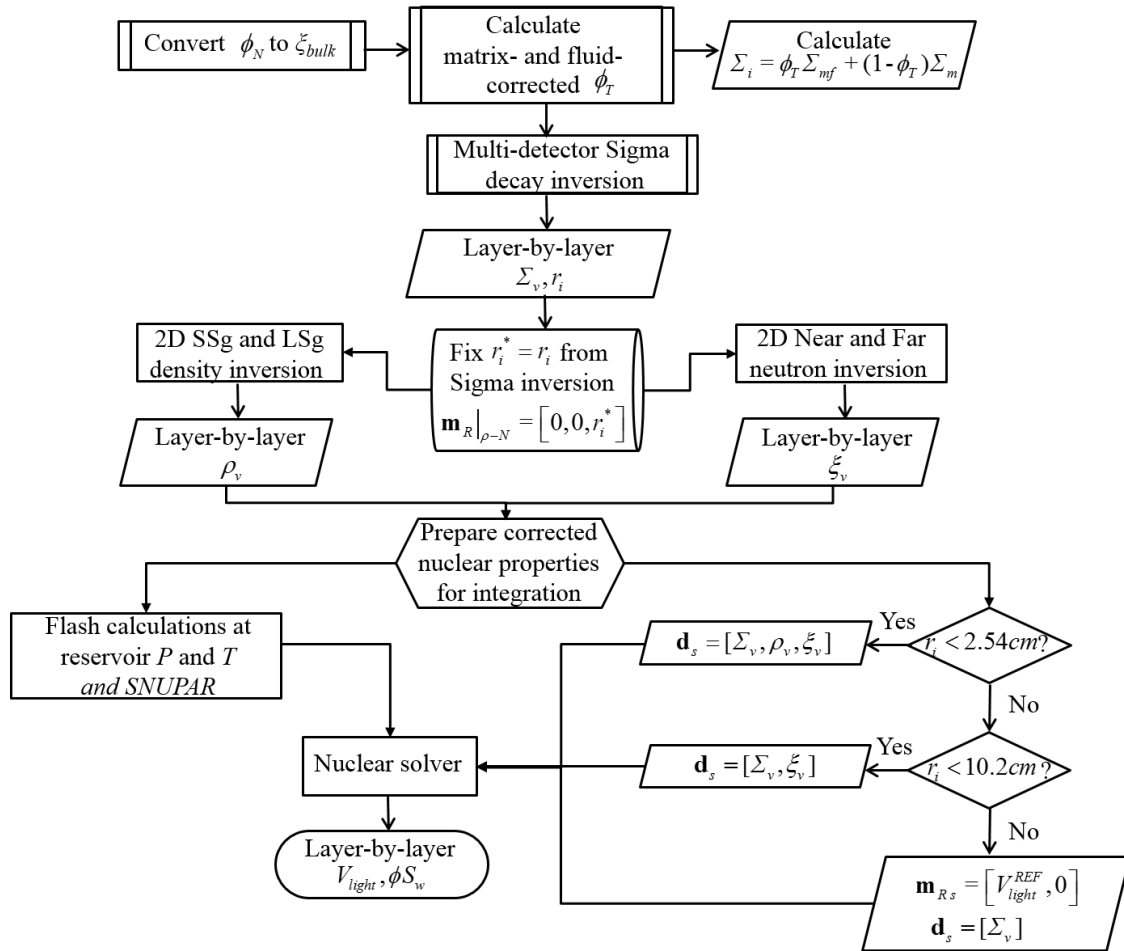 Convert ϕ_N to ξ_bulk
Calculate
matrix- and fluid-
corrected ϕ_T
Calculate
Σ_i = ϕ_T Σ_mf + (1-ϕ_T)Σ_m
Multi-detector Sigma
decay inversion
Layer-by-layer
Σ_v, r_i
2D SSg and LSg
density inversion
Fix r_i^* = r_i from
Sigma inversion
m_R|_ρ−N = [0,0,r_i^*]
2D Near and Far
neutron inversion
Layer-by-layer
ρ_v
Layer-by-layer
ξ_v
Prepare corrected
nuclear properties
for integration
Flash calculations at
reservoir P and T
and SNUPAR
d_s = [Σ_v, ρ_v, ξ_v]
Yes
r_i < 2.54cm?
No
Nuclear solver
d_s = [Σ_v, ξ_v]
Yes
r_i < 10.2cm?
No
Layer-by-layer
V_light, ϕS_w
m_Rs = [V_light^REF, 0]
d_s = [Σ_v]